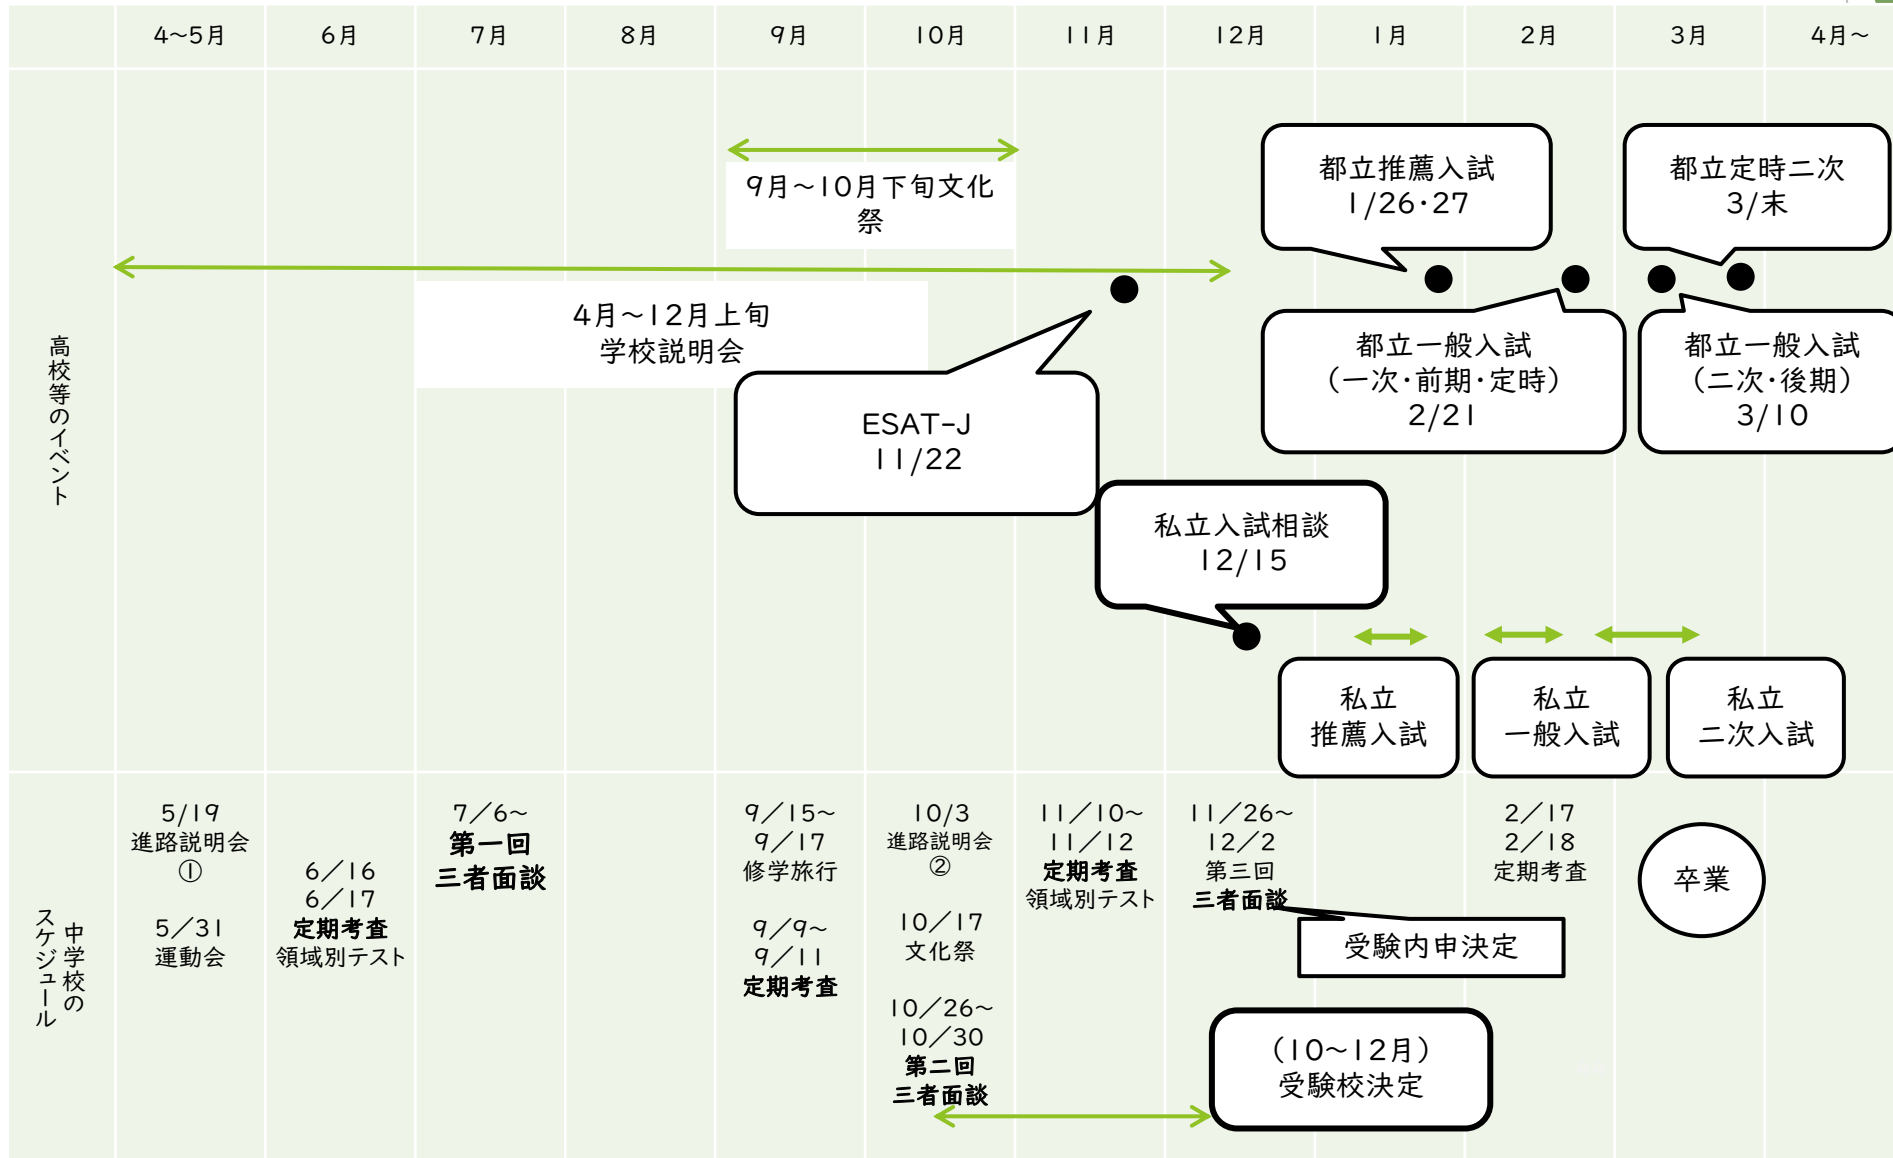 4～5月
6月
7月
8月
9月
10月
11月
12月
1月
2月
3月
4月～
高校等のイベント
9月～10月下旬文化
祭
4月～12月上旬
学校説明会
ESAT-J
11/22
都立推薦入試
1/26・27
都立定時二次
3/末
都立一般入試
（一次・前期・定時）
2/21
都立一般入試
（二次・後期）
3/10
私立入試相談
12/15
私立
推薦入試
私立
一般入試
私立
二次入試
中学校の
スケジュール
5/19
進路説明会
①
5／31
運動会
6／16
6／17
定期考査
領域別テスト
7／6～
第一回
三者面談
9／15～
9／17
修学旅行
9／9～
9／11
定期考査
10/3
進路説明会
②
10／17
文化祭
10／26～
10／30
第二回
三者面談
11／10～
11／12
定期考査
領域別テスト
11／26～
12／2
第三回
三者面談
受験内申決定
（10～12月）
受験校決定
2／17
2／18
定期考査
卒業